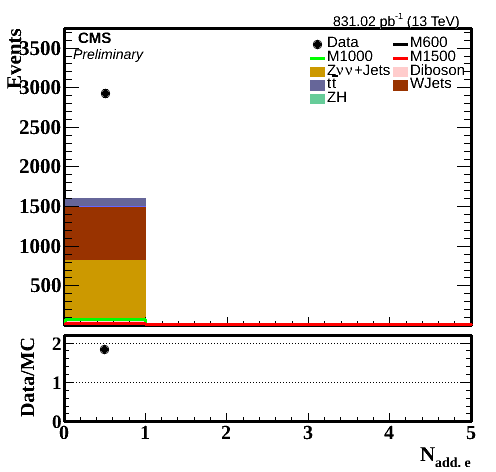 831.02 pb-1 (13 TeV)
CMS
Preliminary
Data
M600
M1000
M1500
Zνν+Jets
Diboson
tt
WJets
ZH
Events
3500
3000
2500
2000
1500
1000
500
Data/MC
2
1
0
0 1 2 3 4 5
Nadd. e